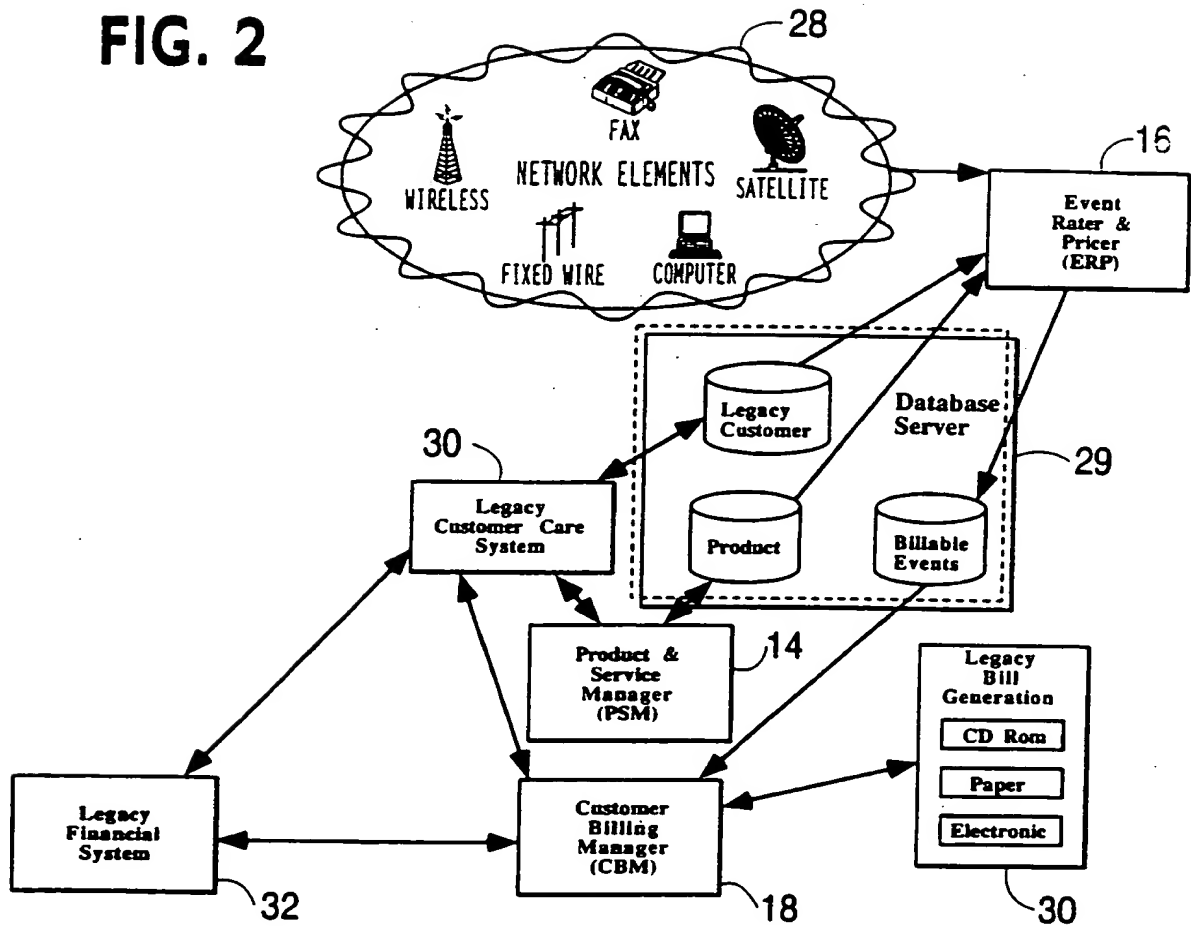 FIG. 2
28
FAX
WIRELESS
NETWORK ELEMENTS
SATELLITE
FIXED WIRE
COMPUTER
16
Event
Rater &
Pricer
(ERP)
Legacy
Customer
Database
Server
29
30
Legacy
Customer Care
System
Product
Billable
Events
Product &
Service
Manager
(PSM)
14
Legacy
Bill
Generation
CD Rom
Paper
Electronic
30
Legacy
Financial
System
32
Customer
Billing
Manager
(CBM)
18